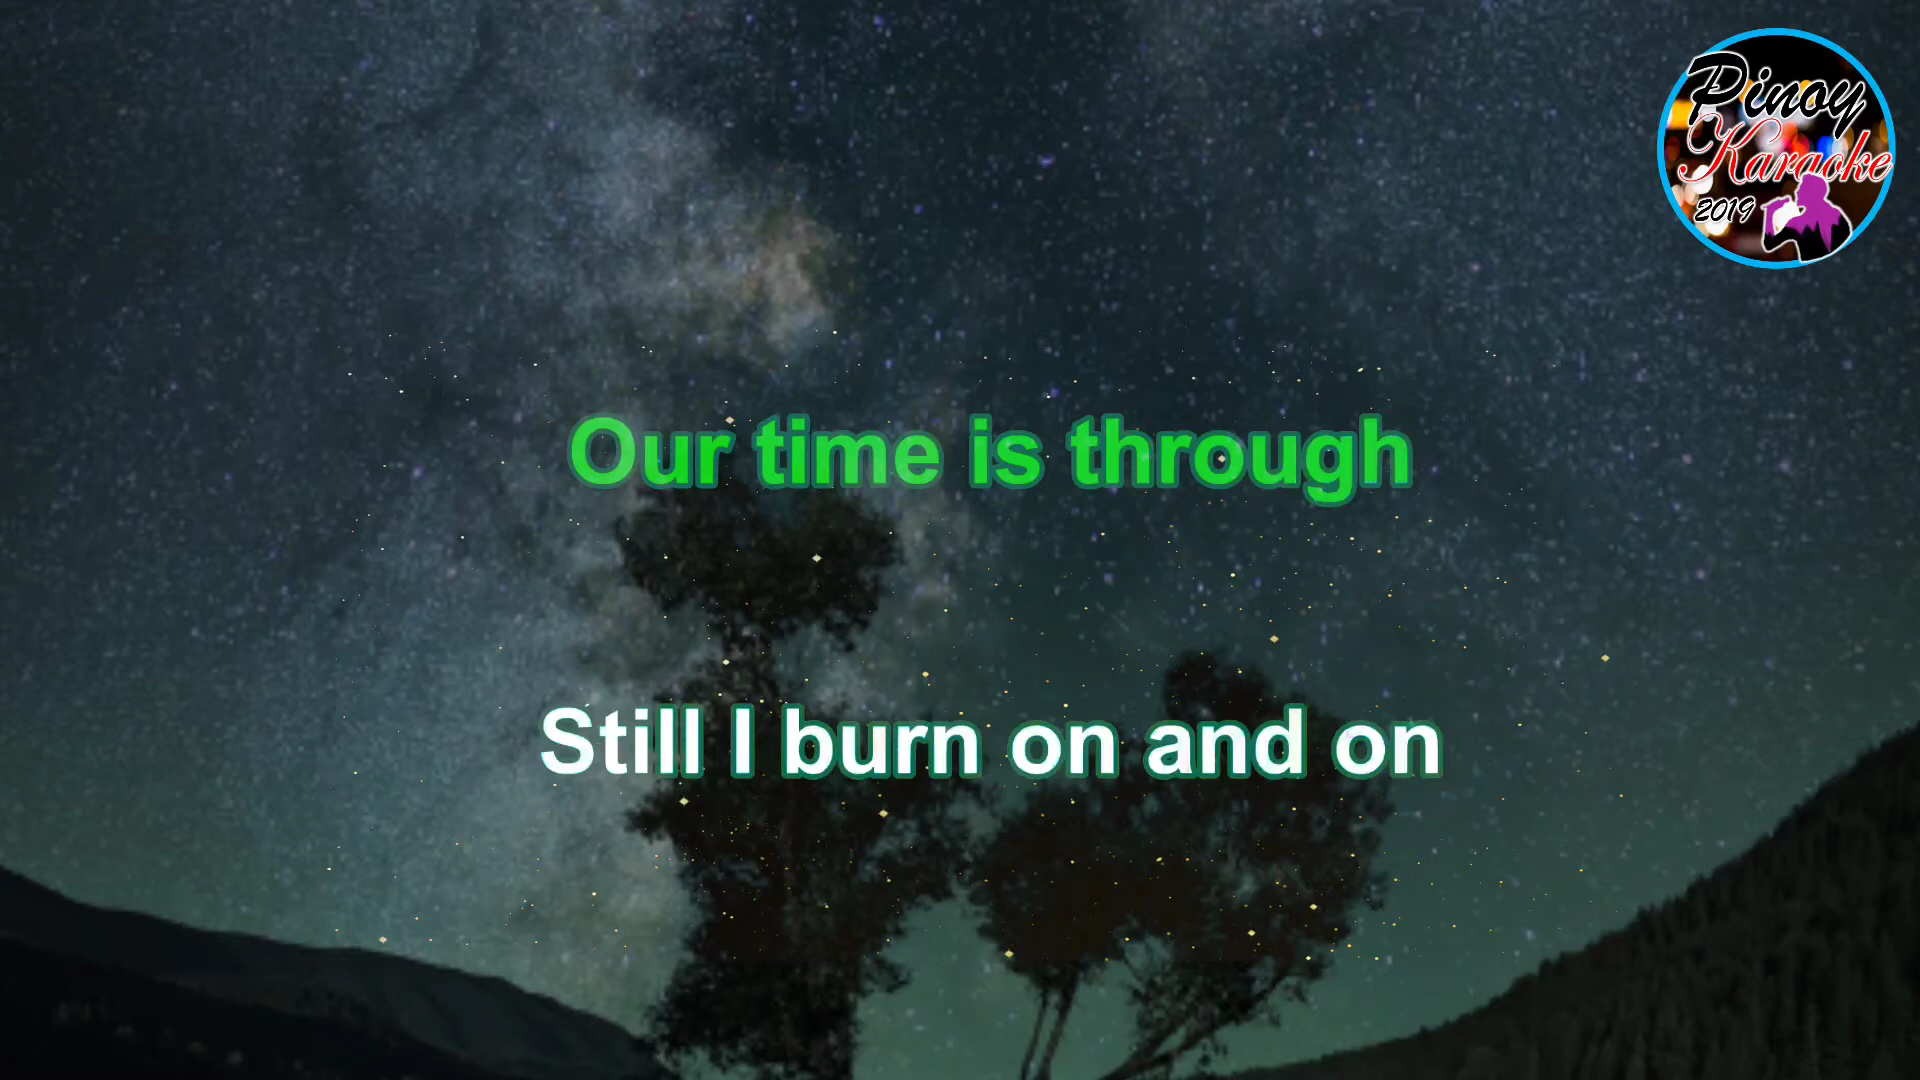 Pinoy
Karaoke
2019
Our time is through
Still I burn on and on